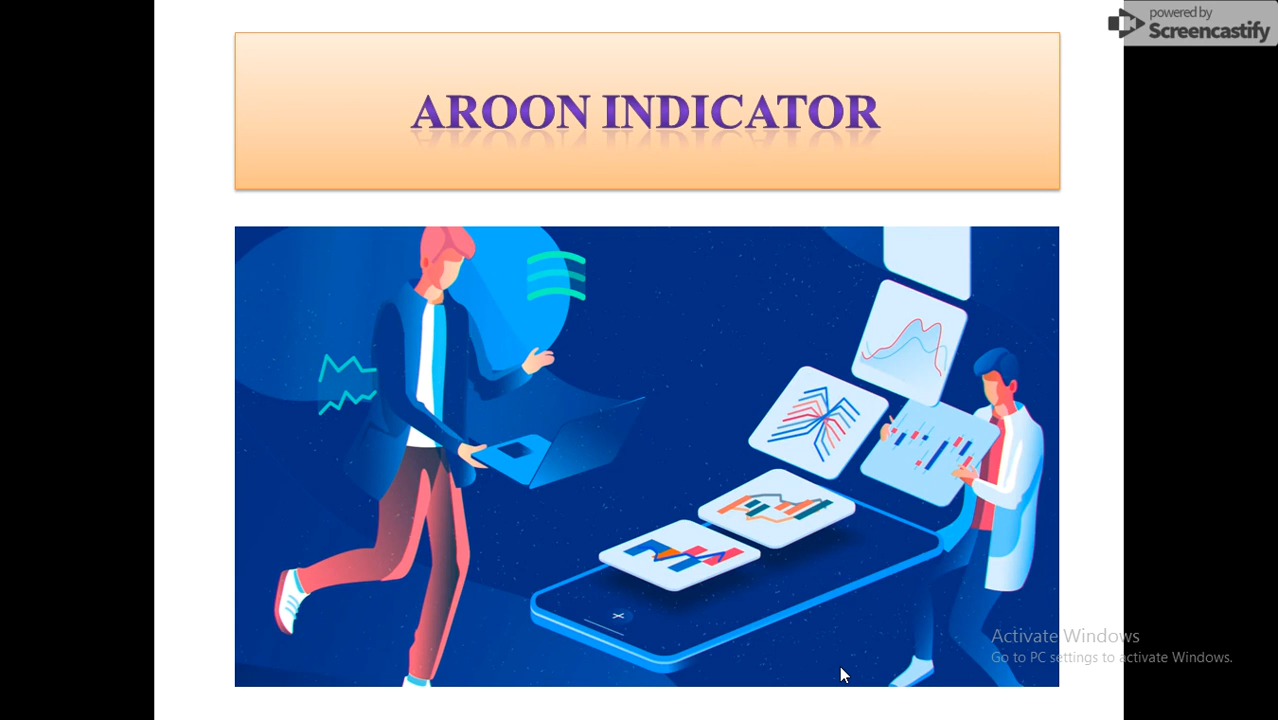 powered by
Screencastify
AROON INDICATOR
Activate Windows
Go to PC settings to activate Windows.